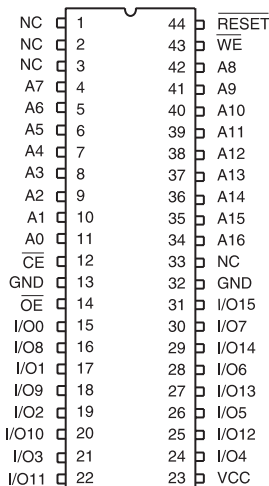 NC 1 44 RESET
NC 2 43 WE
NC 3 42 A8
A7 4 41 A9
A6 5 40 A10
A5 6 39 A11
A4 7 38 A12
A3 8 37 A13
A2 9 36 A14
A1 10 35 A15
A0 11 34 A16
CE 12 33 NC
GND 13 32 GND
OE 14 31 I/O15
I/O0 15 30 I/O7
I/O8 16 29 I/O14
I/O1 17 28 I/O6
I/O9 18 27 I/O13
I/O2 19 26 I/O5
I/O10 20 25 I/O12
I/O3 21 24 I/O4
I/O11 22 23 VCC